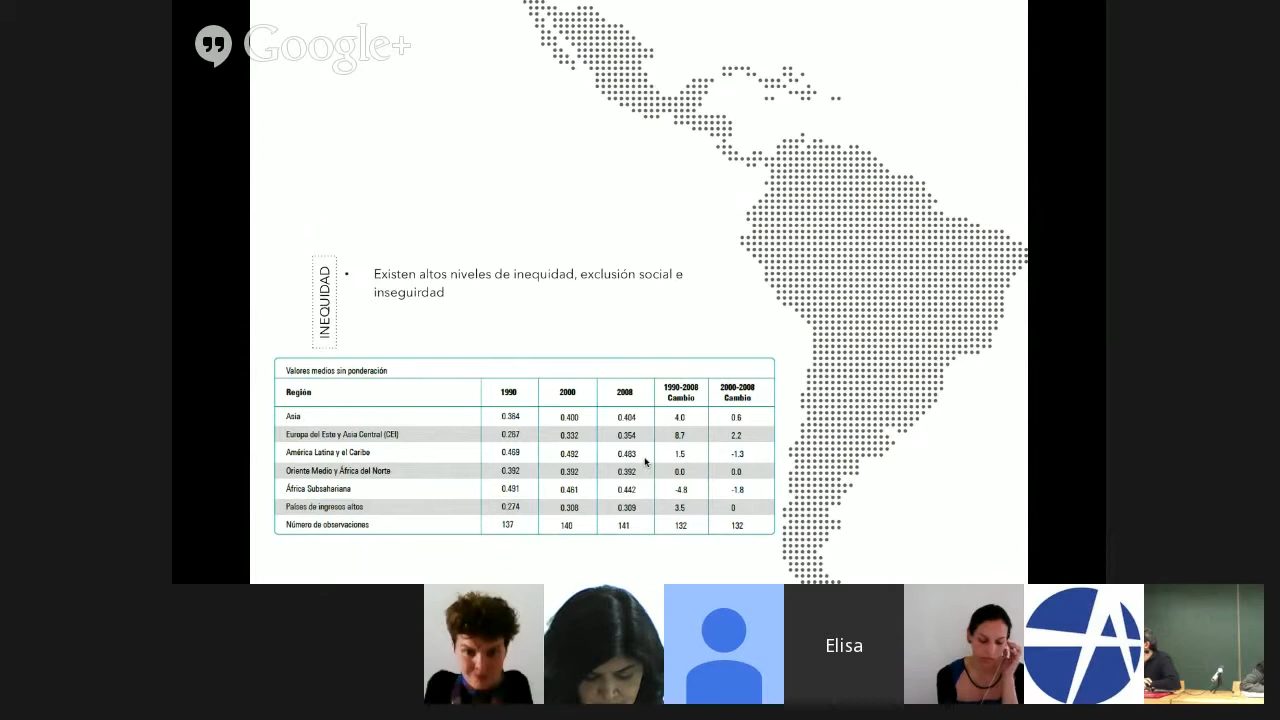 Google+
INEQUIDAD
• Existen altos niveles de inequidad, exclusión social e
inseguirdad
Valores medios sin ponderación
Región 1990 2000 2008 1990-2008 Cambio 2000-2008 Cambio
Asia 0.364 0.400 0.404 4.0 0.6
Europa del Este y Asia Central (CEI) 0.267 0.332 0.354 8.7 2.2
América Latina y el Caribe 0.469 0.492 0.483 1.5 -1.3
Oriente Medio y África del Norte 0.392 0.392 0.392 0.0 0.0
África Subsahariana 0.491 0.461 0.442 -4.8 -1.8
Países de ingresos altos 0.274 0.308 0.309 3.5 0
Número de observaciones 137 140 141 132 132
Elisa